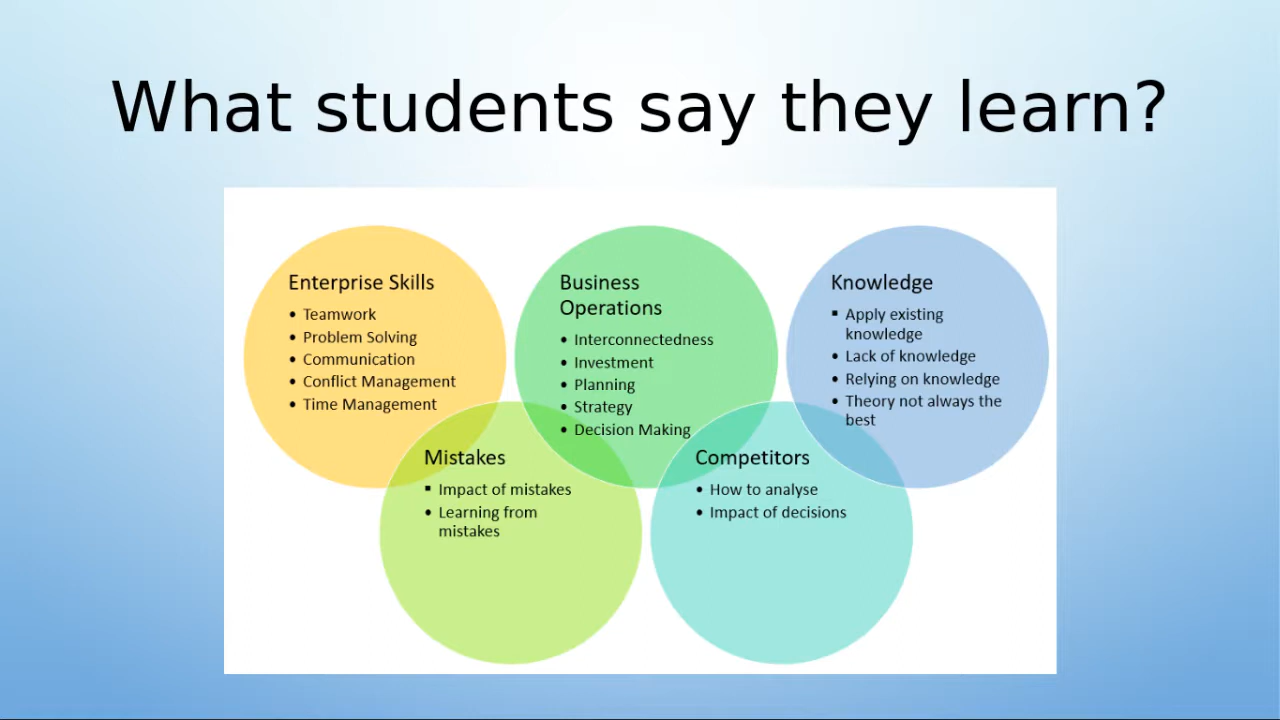 What students say they learn?
Enterprise Skills
• Teamwork
• Problem Solving
• Communication
• Conflict Management
• Time Management
Business
Operations
• Interconnectedness
• Investment
• Planning
• Strategy
• Decision Making
Knowledge
▪ Apply existing
knowledge
• Lack of knowledge
• Relying on knowledge
• Theory not always the
best
Mistakes
▪ Impact of mistakes
• Learning from
mistakes
Competitors
• How to analyse
• Impact of decisions